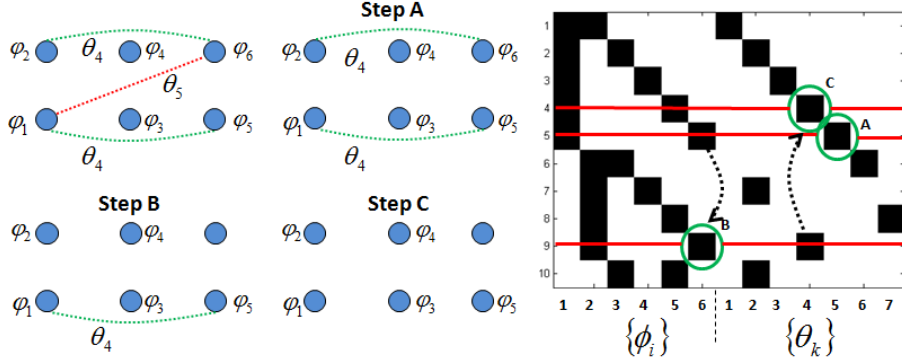 φ2 θ4 φ4 φ6
θ5
φ1 φ3 φ5
θ4
Step A
φ2 θ4 φ4 φ6
φ1 φ3 φ5
θ4
Step B
φ2 φ4
φ1 φ3 φ5
θ4
Step C
φ2 φ4
φ1 φ3 φ5
1
2
3
4
5
6
7
8
9
10
C
A
B
1 2 3 4 5 6 1 2 3 4 5 6 7
{ϕi} {θk}